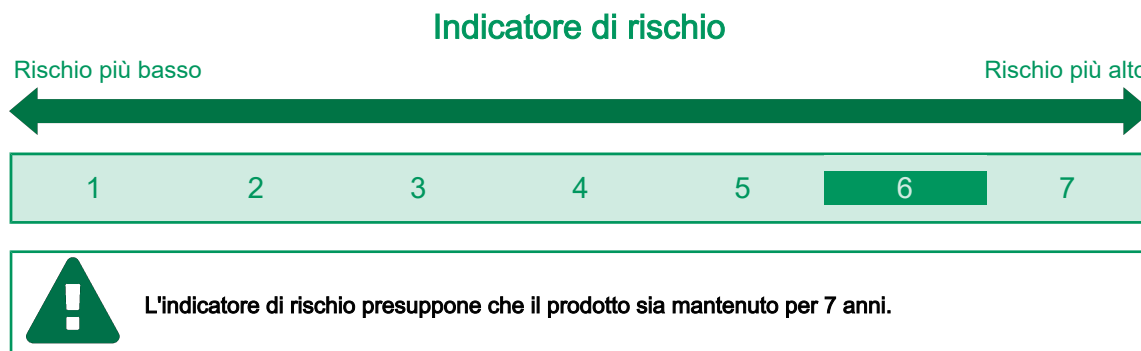 Indicatore di rischio
Rischio più basso Rischio più alto
1 2 3 4 5 6 7
L'indicatore di rischio presuppone che il prodotto sia mantenuto per 7 anni.